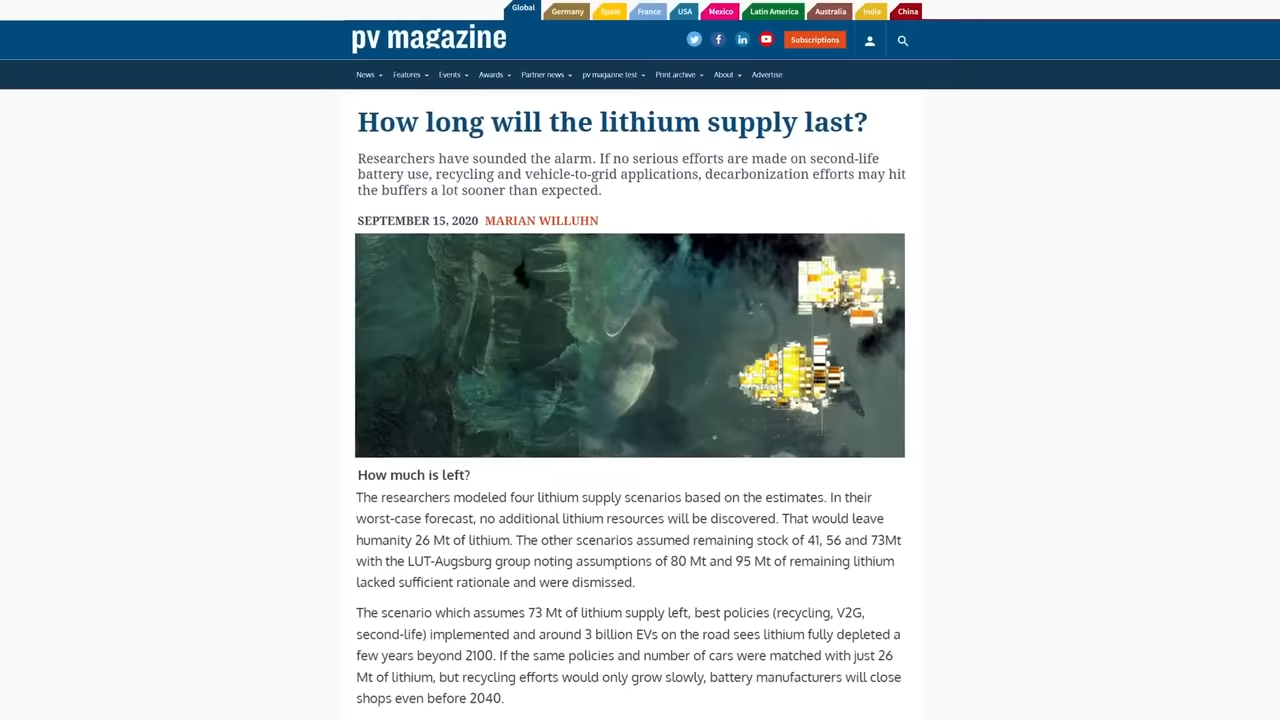 Global
Germany
Spain
France
USA
Mexico
Latin America
Australia
India
China
pv magazine
Subscriptions
News
Features
Events
Awards
Partner news
pv magazine test
Print archive
About
Advertise
How long will the lithium supply last?
Researchers have sounded the alarm. If no serious efforts are made on second-life
battery use, recycling and vehicle-to-grid applications, decarbonization efforts may hit
the buffers a lot sooner than expected.
SEPTEMBER 15, 2020 MARIAN WILLUHN
How much is left?
The researchers modeled four lithium supply scenarios based on the estimates. In their
worst-case forecast, no additional lithium resources will be discovered. That would leave
humanity 26 Mt of lithium. The other scenarios assumed remaining stock of 41, 56 and 73Mt
with the LUT-Augsburg group noting assumptions of 80 Mt and 95 Mt of remaining lithium
lacked sufficient rationale and were dismissed.
The scenario which assumes 73 Mt of lithium supply left, best policies (recycling, V2G,
second-life) implemented and around 3 billion EVs on the road sees lithium fully depleted a
few years beyond 2100. If the same policies and number of cars were matched with just 26
Mt of lithium, but recycling efforts would only grow slowly, battery manufacturers will close
shops even before 2040.